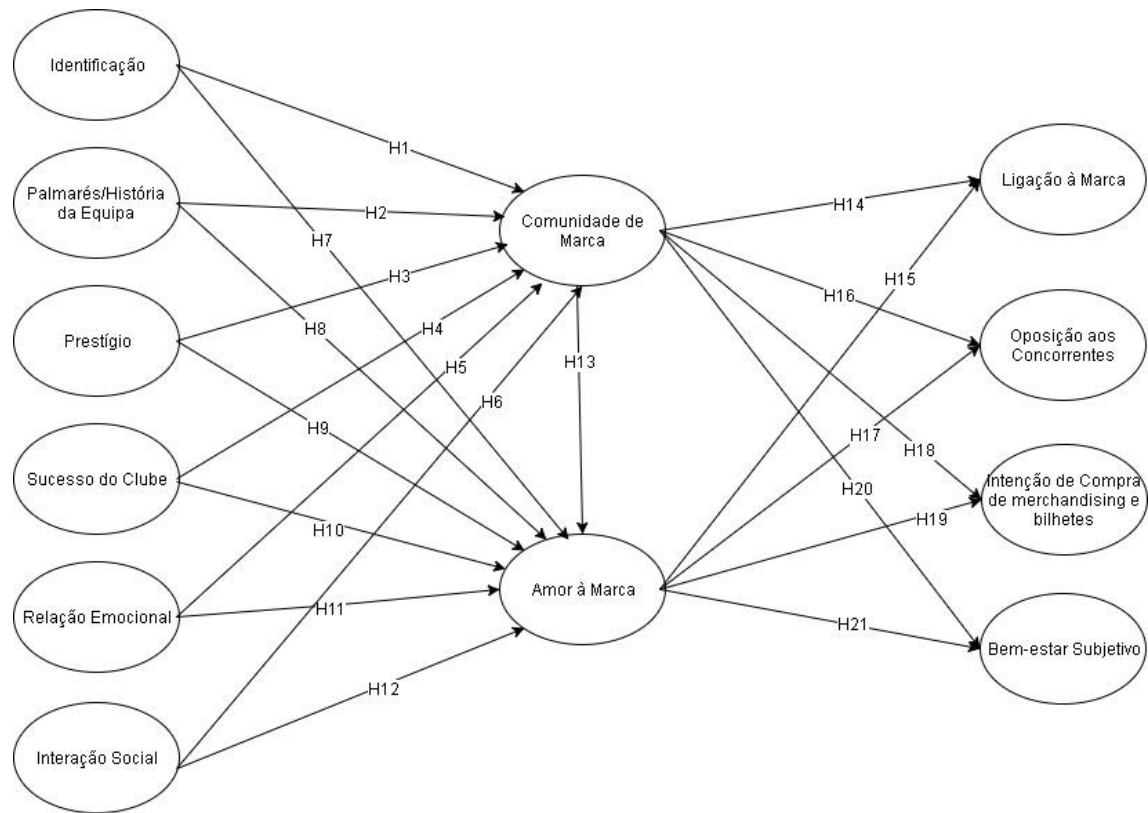 Identificação
Palmarés/História
da Equipa
Prestígio
Sucesso do Clube
Relação Emocional
Interação Social
H1
H2
H7
H3
H8
H4
H5
H6
H9
H10
H11
H12
Comunidade de
Marca
H13
Amor à Marca
H14
H15
H16
H17
H18
H20
H19
H21
Ligação à Marca
Oposição aos
Concorrentes
Intenção de Compra
de merchandising e
bilhetes
Bem-estar Subjetivo